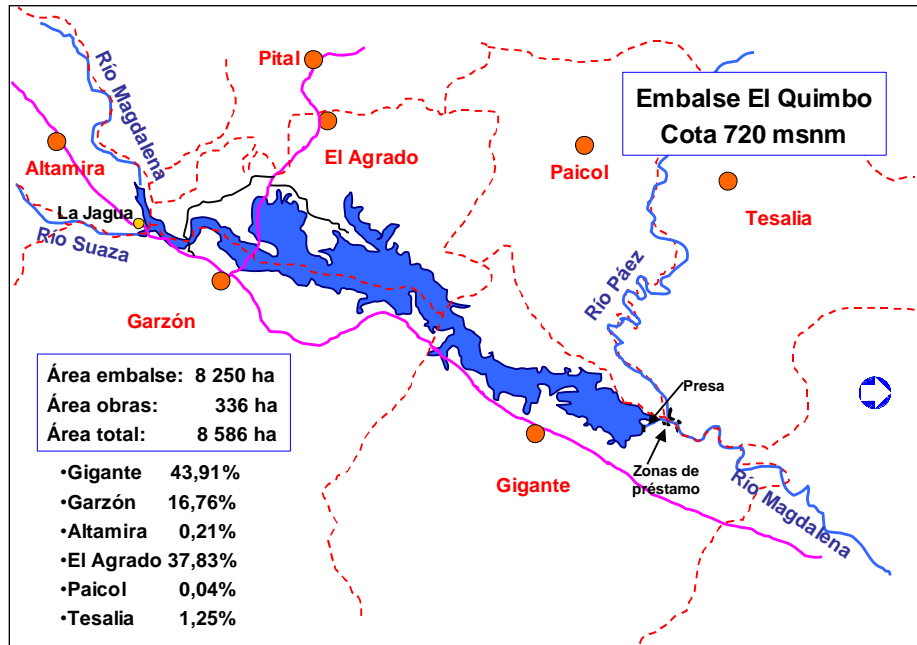 Río Magdalena
Pital
Embalse El Quimbo
Cota 720 msnm
El Agrado
Altamira
Paicol
Tesalia
La Jagua
Río Suaza
Río Páez
Garzón
Área embalse: 8 250 ha
Área obras: 336 ha
Área total: 8 586 ha
Presa
Zonas de
préstamo
Gigante
Río Magdalena
•Gigante 43,91%
•Garzón 16,76%
•Altamira 0,21%
•El Agrado 37,83%
•Paicol 0,04%
•Tesalia 1,25%